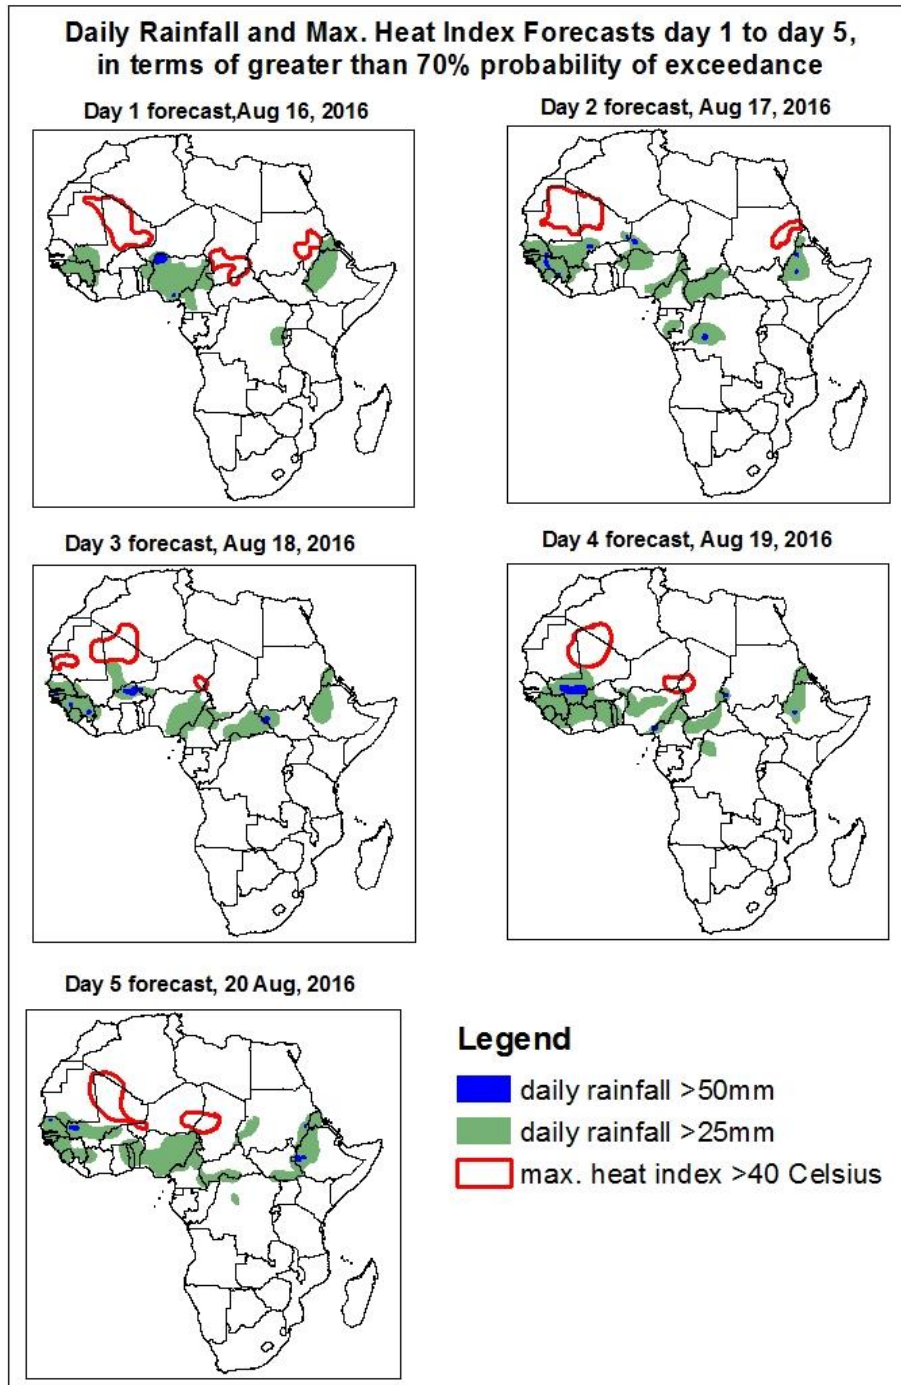 Daily Rainfall and Max. Heat Index Forecasts day 1 to day 5,
in terms of greater than 70% probability of exceedance
Day 1 forecast,Aug 16, 2016
Day 2 forecast, Aug 17, 2016
Day 3 forecast, Aug 18, 2016
Day 4 forecast, Aug 19, 2016
Day 5 forecast, 20 Aug, 2016
Legend
daily rainfall >50mm
daily rainfall >25mm
max. heat index >40 Celsius